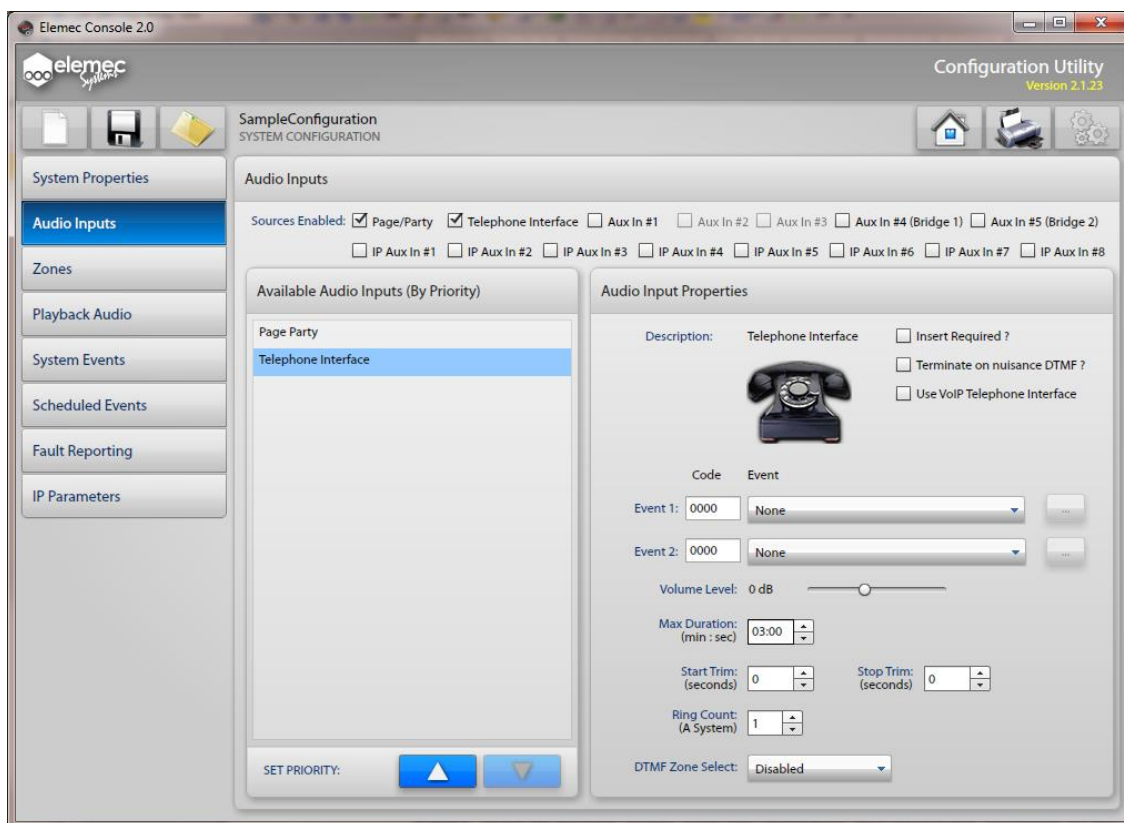 Elemec Console 2.0
elemec
Systems
Configuration Utility
Version 2.1.23
SampleConfiguration
SYSTEM CONFIGURATION
System Properties
Audio Inputs
Zones
Playback Audio
System Events
Scheduled Events
Fault Reporting
IP Parameters
Audio Inputs
Sources Enabled: Page/Party Telephone Interface Aux In #1 Aux In #2 Aux In #3 Aux In #4 (Bridge 1) Aux In #5 (Bridge 2)
IP Aux In #1 IP Aux In #2 IP Aux In #3 IP Aux In #4 IP Aux In #5 IP Aux In #6 IP Aux In #7 IP Aux In #8
Available Audio Inputs (By Priority)
Page Party
Telephone Interface
SET PRIORITY:
Audio Input Properties
Description: Telephone Interface
Insert Required ?
Terminate on nuisance DTMF ?
Use VoIP Telephone Interface
Code Event
Event 1: 0000 None ...
Event 2: 0000 None ...
Volume Level: 0 dB
Max Duration: 03:00
(min : sec)
Start Trim: 0 Stop Trim: 0
(seconds) (seconds)
Ring Count: 1
(A System)
DTMF Zone Select: Disabled